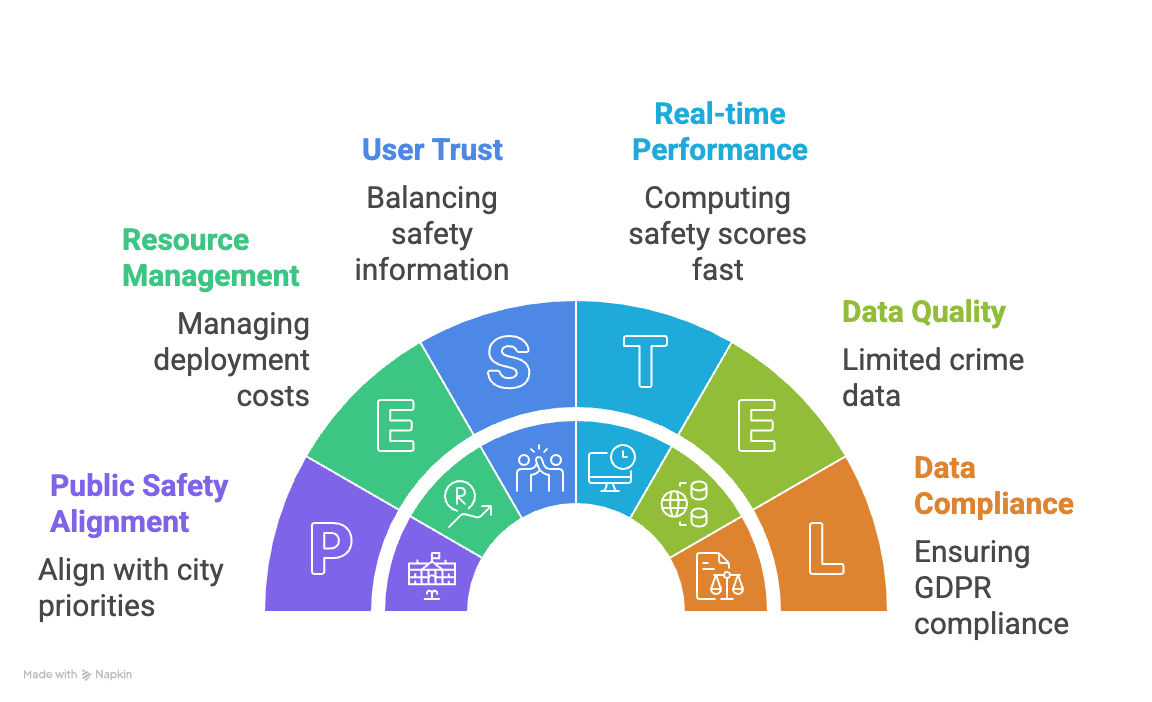 Real-time
Performance
Computing
safety scores
fast
User Trust
Balancing
safety
information
Resource
Management
Managing
deployment
costs
Data Quality
Limited crime
data
Public Safety
Alignment
Align with city
priorities
Data
Compliance
Ensuring
GDPR
compliance
P
E
S
T
E
L
R
Made with Napkin